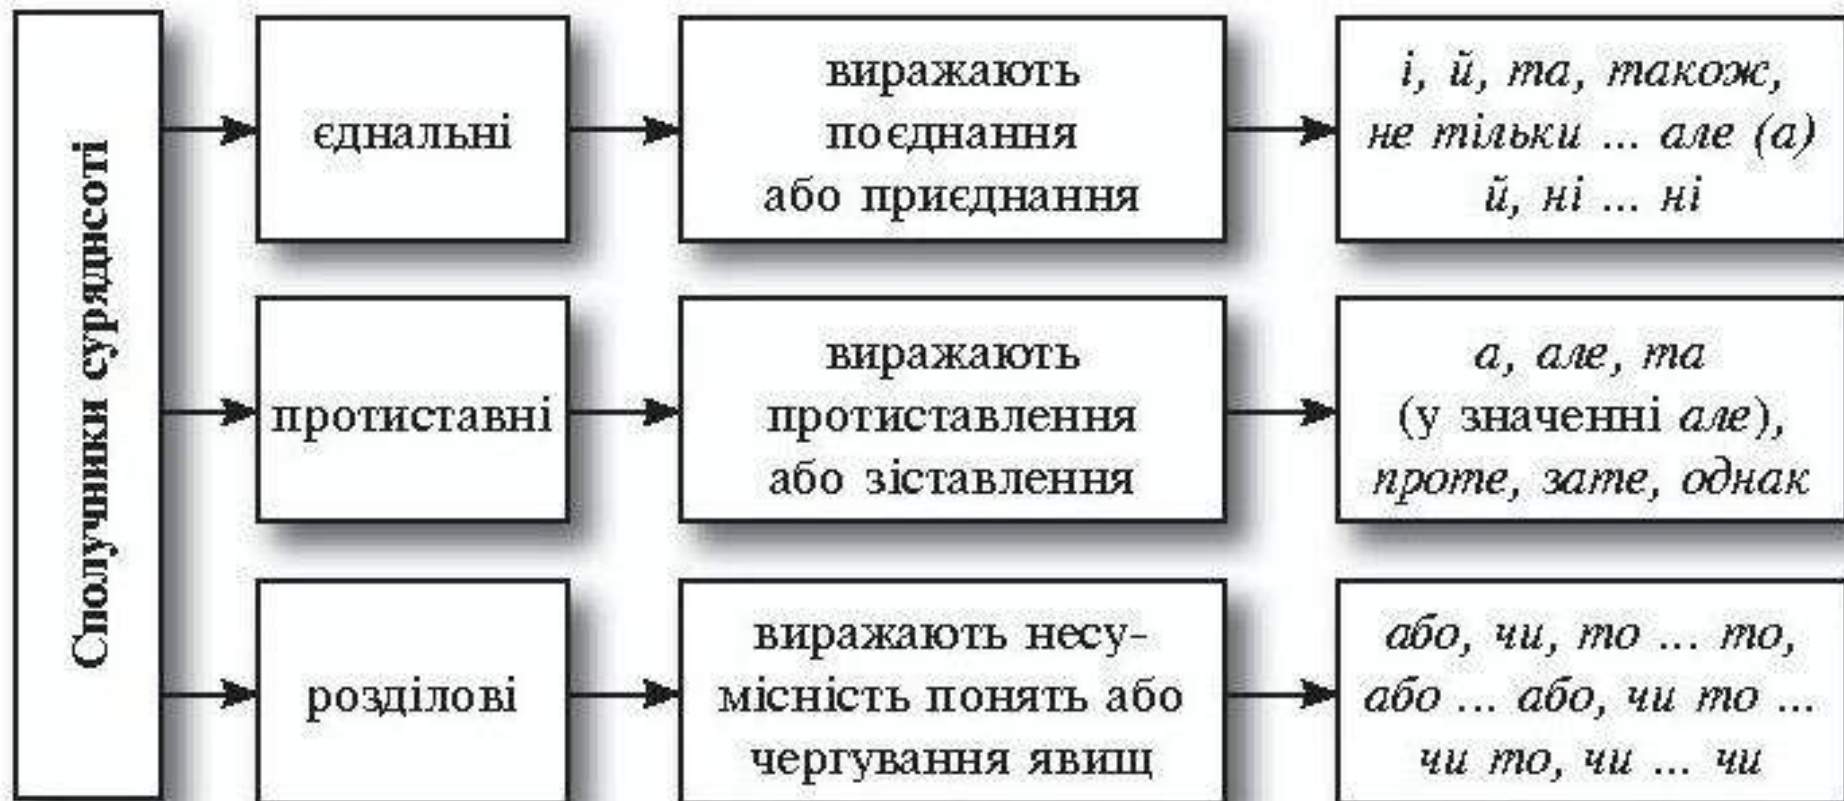 Сполучники сурядсоті
єднальні
виражають
поєднання
або приєднання
і, й, та, також,
не тільки ... але (а)
й, ні ... ні
протиставні
виражають
протиставлення
або зіставлення
а, але, та
(у значенні але),
проте, зате, однак
розділові
виражають несу-
місність понять або
чергування явищ
або, чи, то ... то,
або ... або, чи то ...
чи то, чи ... чи